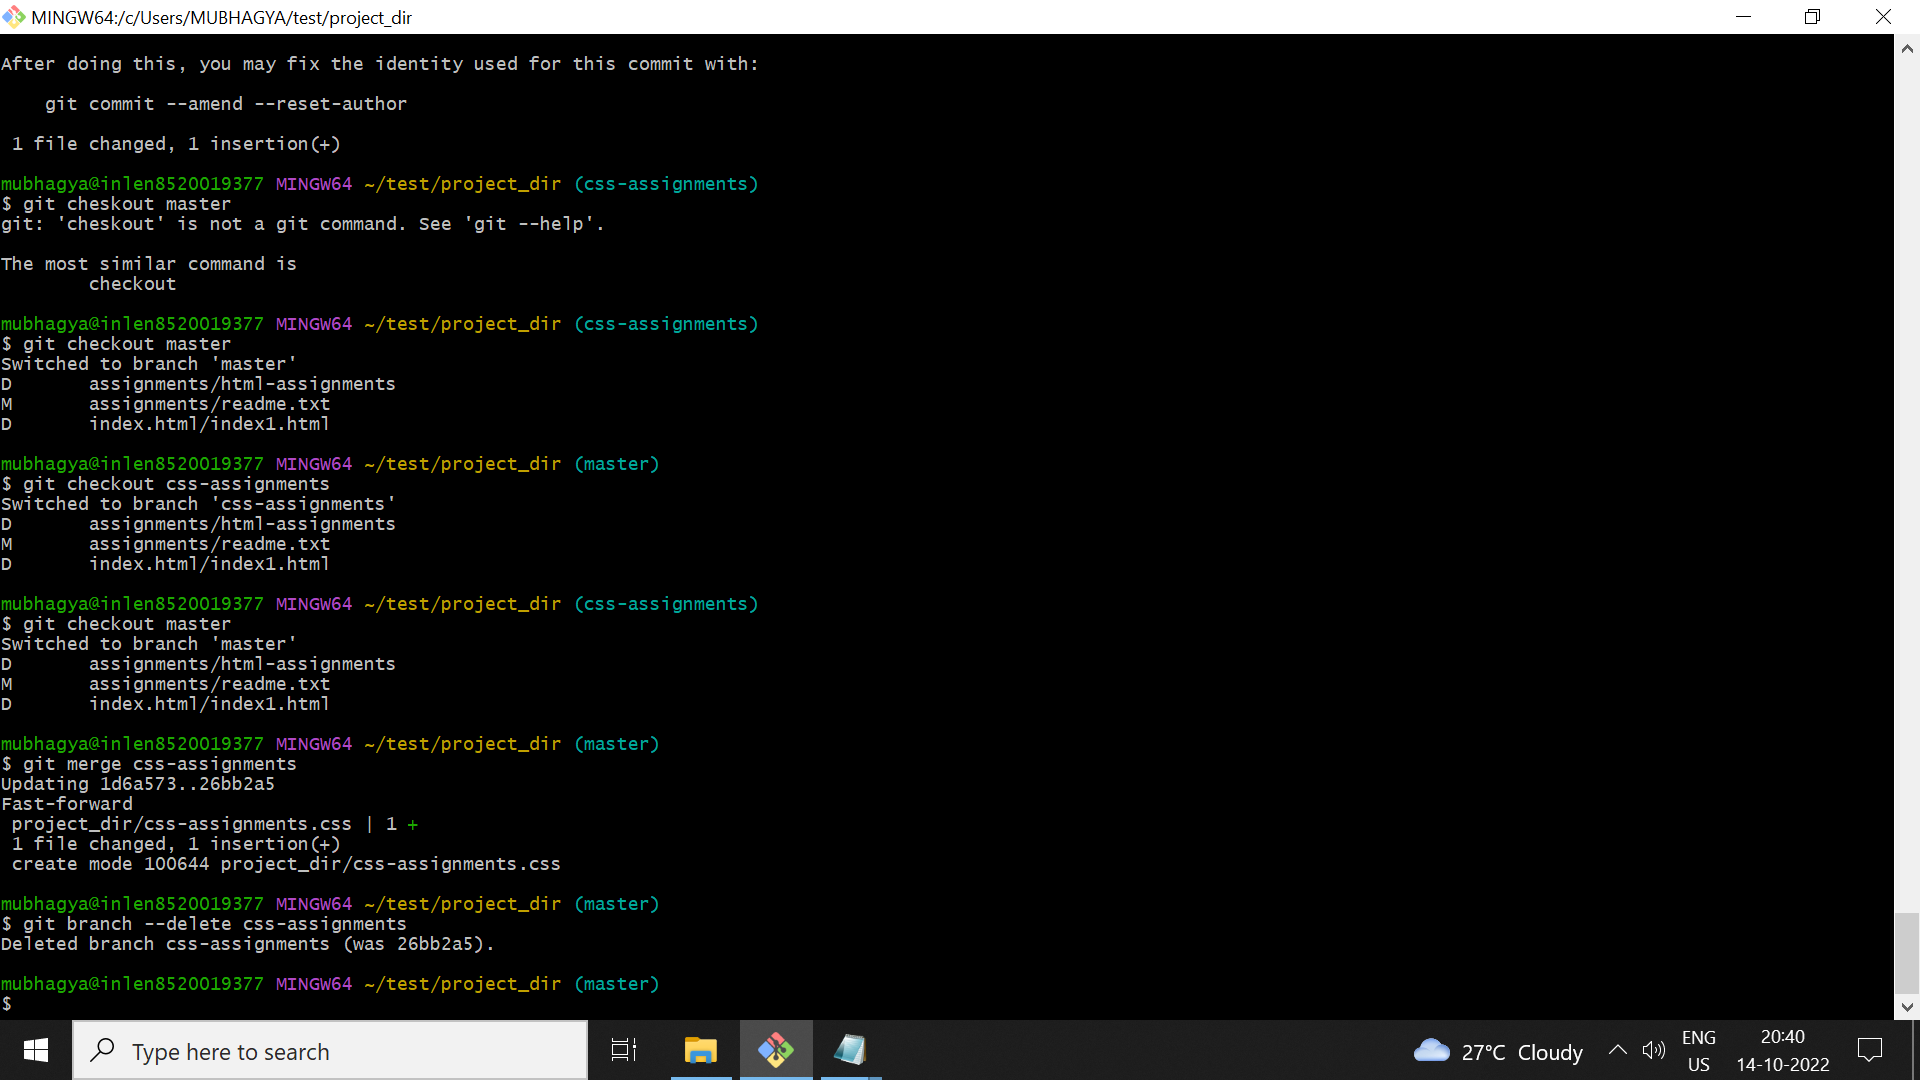 MINGW64:/c/Users/MUBHAGYA/test/project_dir
After doing this, you may fix the identity used for this commit with:
git commit --amend --reset-author
1 file changed, 1 insertion(+)
mubhagya@inlen8520019377 MINGW64 ~/test/project_dir (css-assignments)
$ git cheskout master
git: 'cheskout' is not a git command. See 'git --help'.
The most similar command is
checkout
mubhagya@inlen8520019377 MINGW64 ~/test/project_dir (css-assignments)
$ git checkout master
Switched to branch 'master'
D assignments/html-assignments
M assignments/readme.txt
D index.html/index1.html
mubhagya@inlen8520019377 MINGW64 ~/test/project_dir (master)
$ git checkout css-assignments
Switched to branch 'css-assignments'
D assignments/html-assignments
M assignments/readme.txt
D index.html/index1.html
mubhagya@inlen8520019377 MINGW64 ~/test/project_dir (css-assignments)
$ git checkout master
Switched to branch 'master'
D assignments/html-assignments
M assignments/readme.txt
D index.html/index1.html
mubhagya@inlen8520019377 MINGW64 ~/test/project_dir (master)
$ git merge css-assignments
Updating 1d6a573..26bb2a5
Fast-forward
project_dir/css-assignments.css | 1 +
1 file changed, 1 insertion(+)
create mode 100644 project_dir/css-assignments.css
mubhagya@inlen8520019377 MINGW64 ~/test/project_dir (master)
$ git branch --delete css-assignments
Deleted branch css-assignments (was 26bb2a5).
mubhagya@inlen8520019377 MINGW64 ~/test/project_dir (master)
$
Type here to search
27°C Cloudy
ENG
US
20:40
14-10-2022